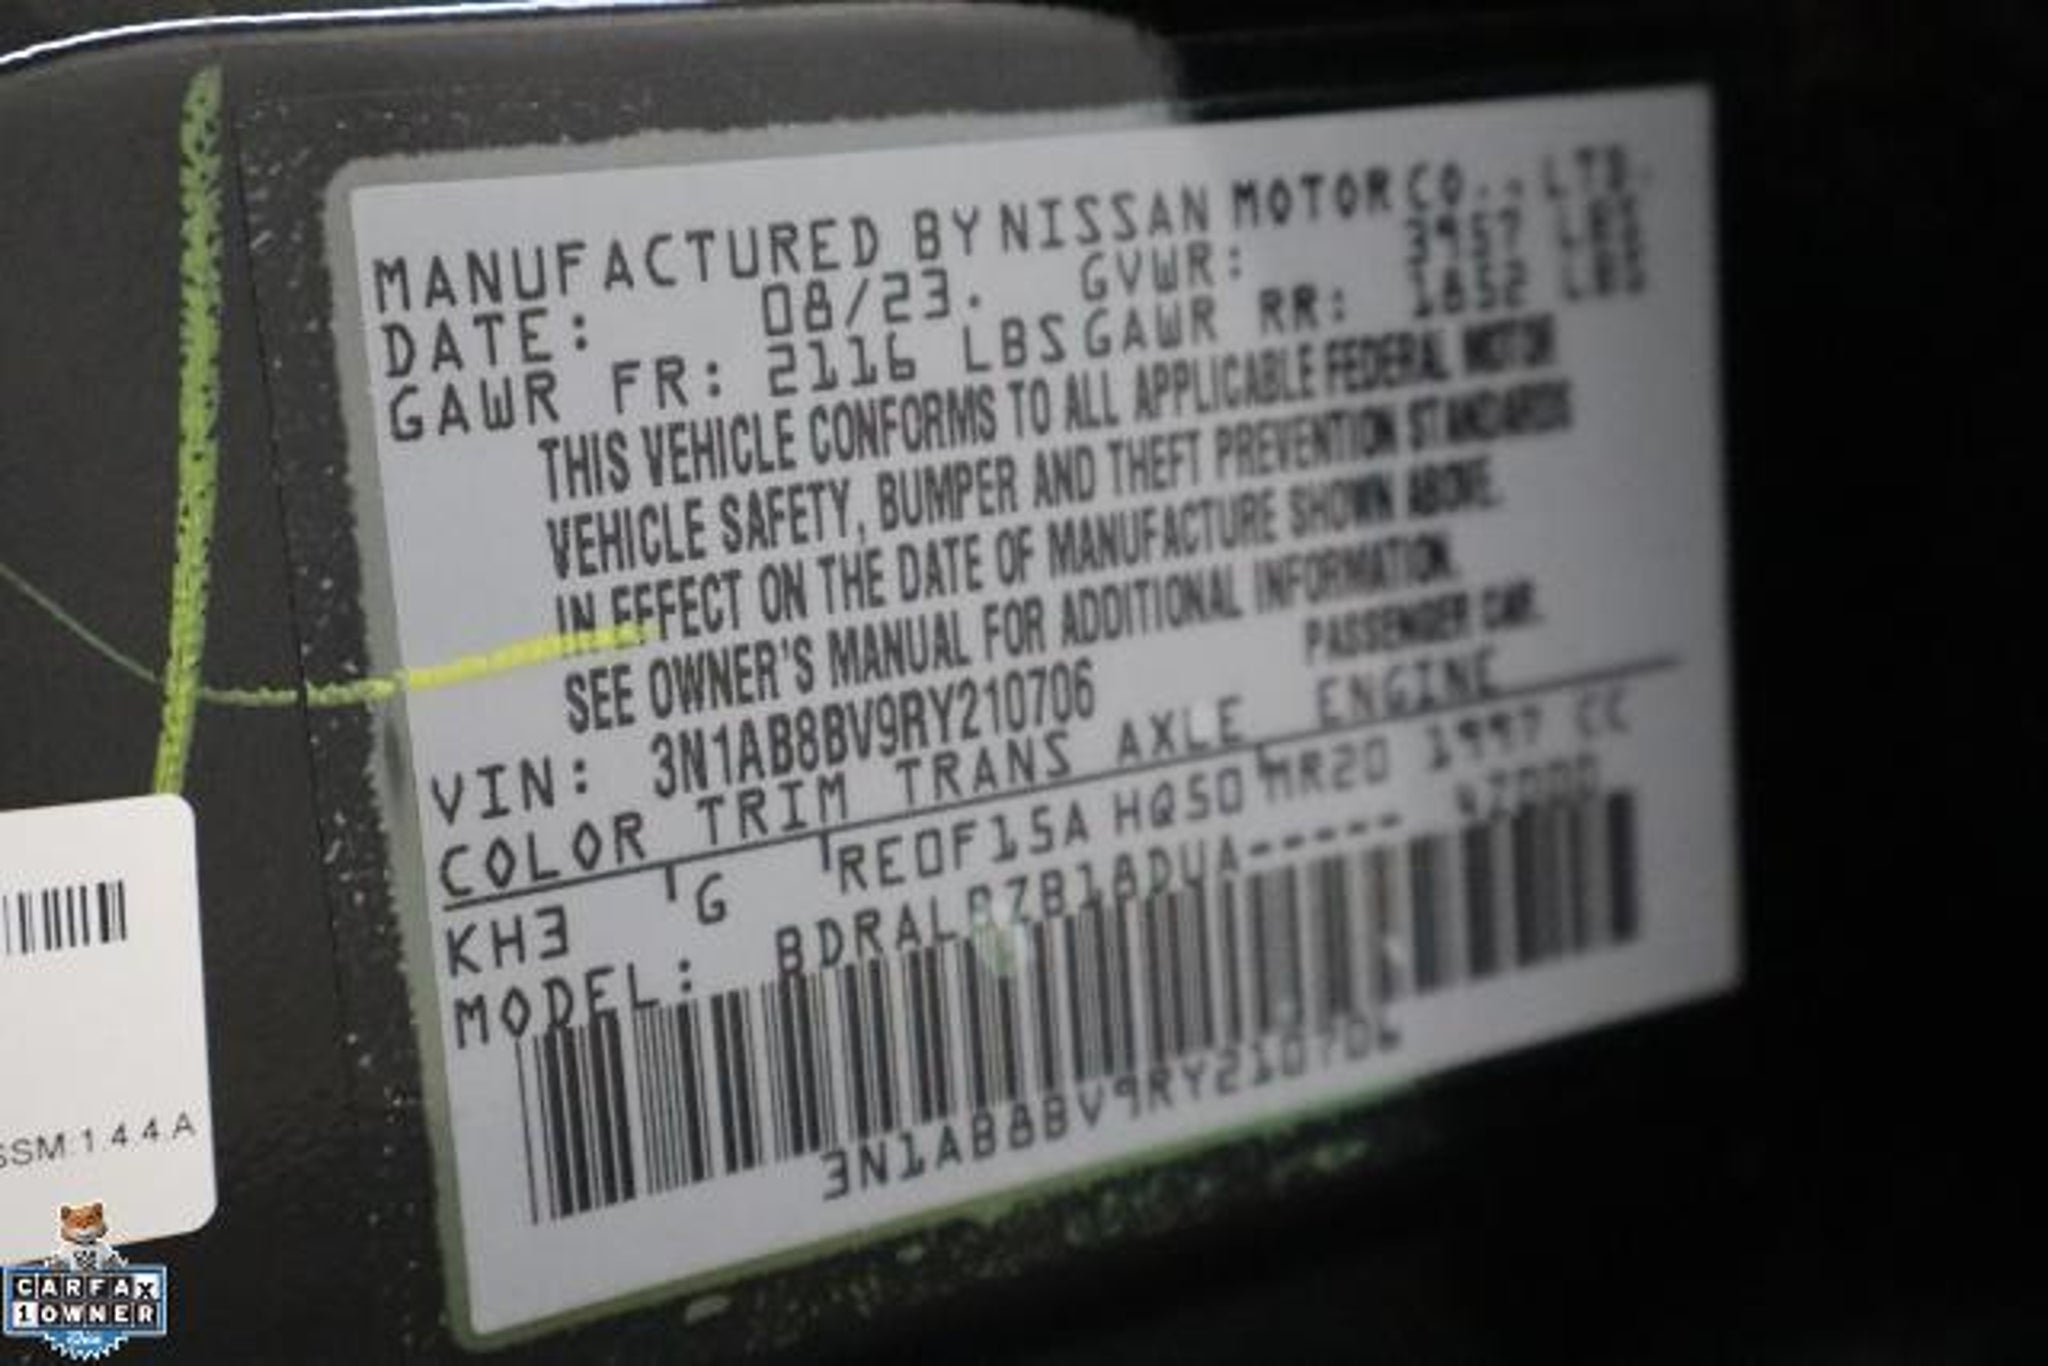 MANUFACTURED BY NISSAN MOTOR CO., LTD.
DATE: 08/23. GVWR: 3957 LBS
GAWR FR: 2116 LBS GAWR RR: 1852 LBS
THIS VEHICLE CONFORMS TO ALL APPLICABLE FEDERAL MOTOR
VEHICLE SAFETY, BUMPER AND THEFT PREVENTION STANDARDS
IN EFFECT ON THE DATE OF MANUFACTURE SHOWN ABOVE.
SEE OWNER'S MANUAL FOR ADDITIONAL INFORMATION.
VIN: 3N1AB8BV9RY210706 PASSENGER CAR.
COLOR TRIM TRANS AXLE ENGINE
KH3 G RE0F15A HQ50 MR20 1997 CC
MODEL: BDRALRZB18DUA-----
3N1AB8BV9RY210706
SSM.1.4.4.A
CARFAX
1 OWNER